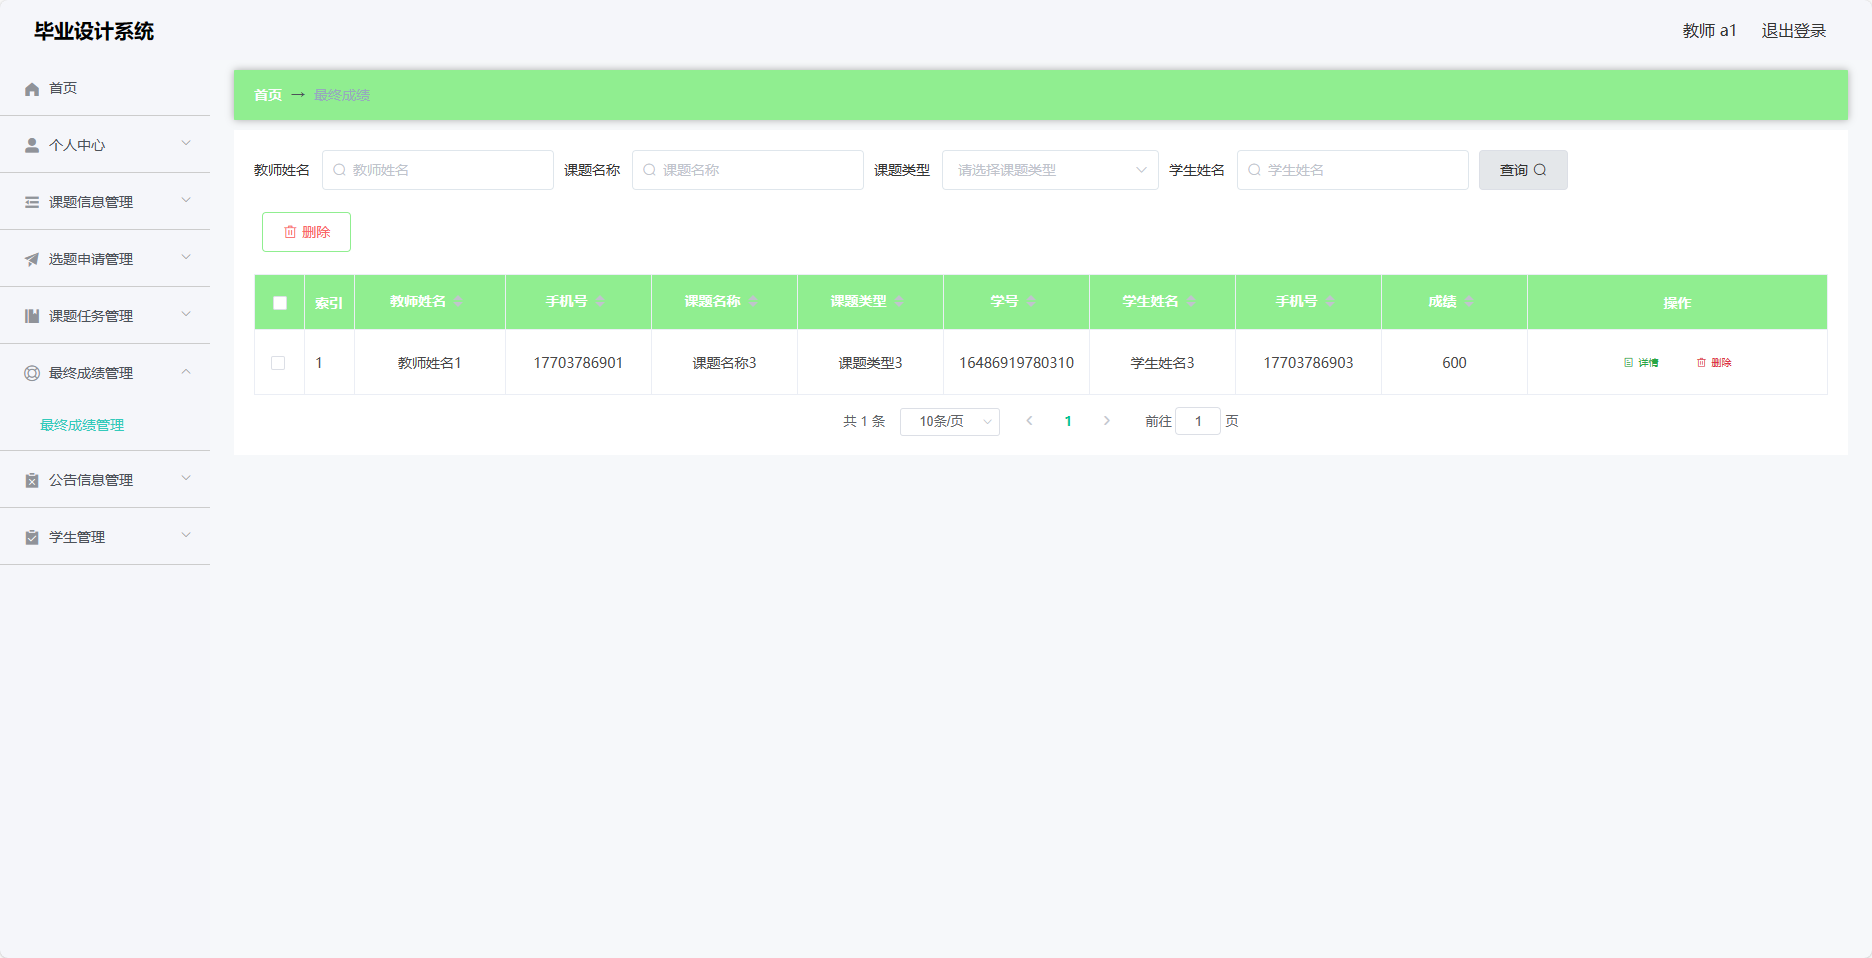 毕业设计系统
教师 a1 退出登录
首页
个人中心
课题信息管理
选题申请管理
课题任务管理
最终成绩管理
最终成绩管理
公告信息管理
学生管理
首页 → 最终成绩
教师姓名 教师姓名 课题名称 课题名称 课题类型 请选择课题类型 学生姓名 学生姓名 查询
删除
索引 教师姓名 手机号 课题名称 课题类型 学号 学生姓名 手机号 成绩 操作
1 教师姓名1 17703786901 课题名称3 课题类型3 16486919780310 学生姓名3 17703786903 600 详情 删除
共 1 条 10条/页 1 前往 1 页